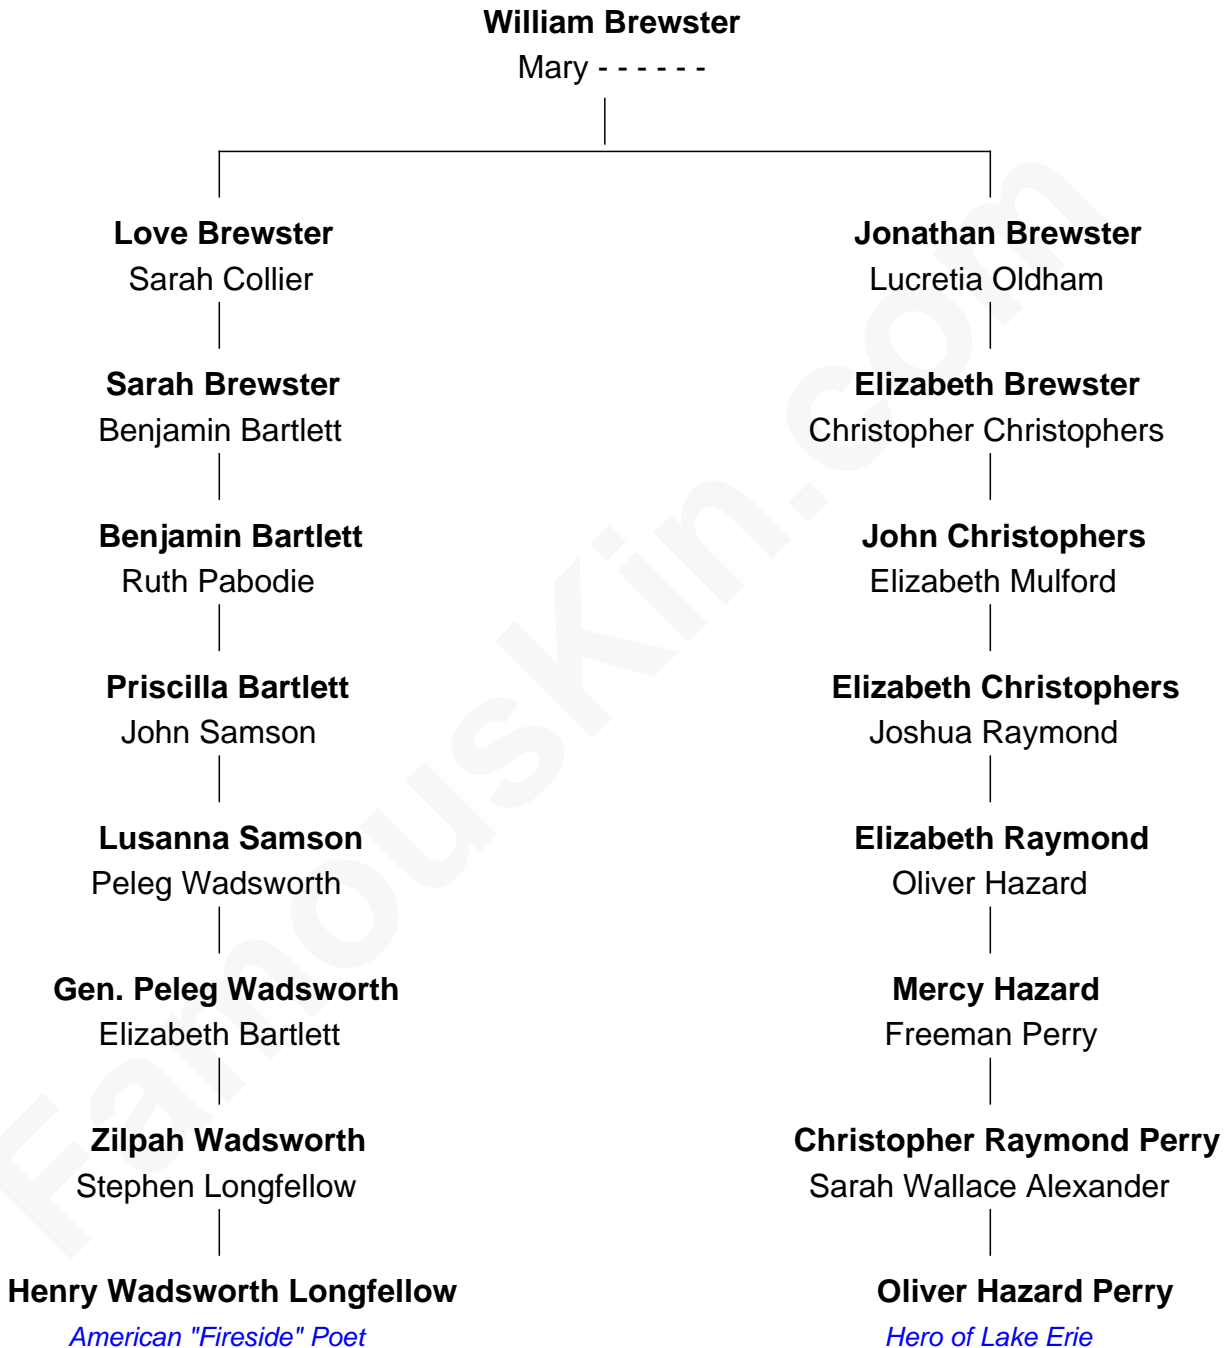 William Brewster
Mary - - - - - -
Love Brewster
Sarah Collier
Jonathan Brewster
Lucretia Oldham
Sarah Brewster
Benjamin Bartlett
Elizabeth Brewster
Christopher Christophers
Benjamin Bartlett
Ruth Pabodie
John Christophers
Elizabeth Mulford
Priscilla Bartlett
John Samson
Elizabeth Christophers
Joshua Raymond
Lusanna Samson
Peleg Wadsworth
Elizabeth Raymond
Oliver Hazard
Gen. Peleg Wadsworth
Elizabeth Bartlett
Mercy Hazard
Freeman Perry
Zilpah Wadsworth
Stephen Longfellow
Christopher Raymond Perry
Sarah Wallace Alexander
Henry Wadsworth Longfellow
American "Fireside" Poet
Oliver Hazard Perry
Hero of Lake Erie
FamousKin.com